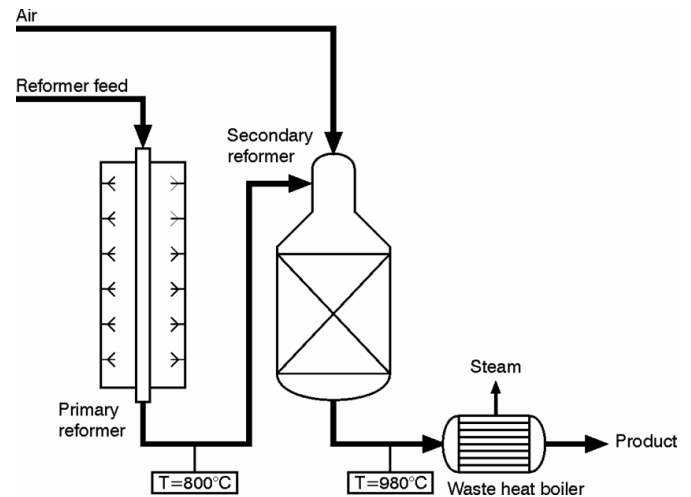 Air
Reformer feed
Secondary
reformer
Steam
Primary
reformer
Product
T=800°C
T=980°C
Waste heat boiler